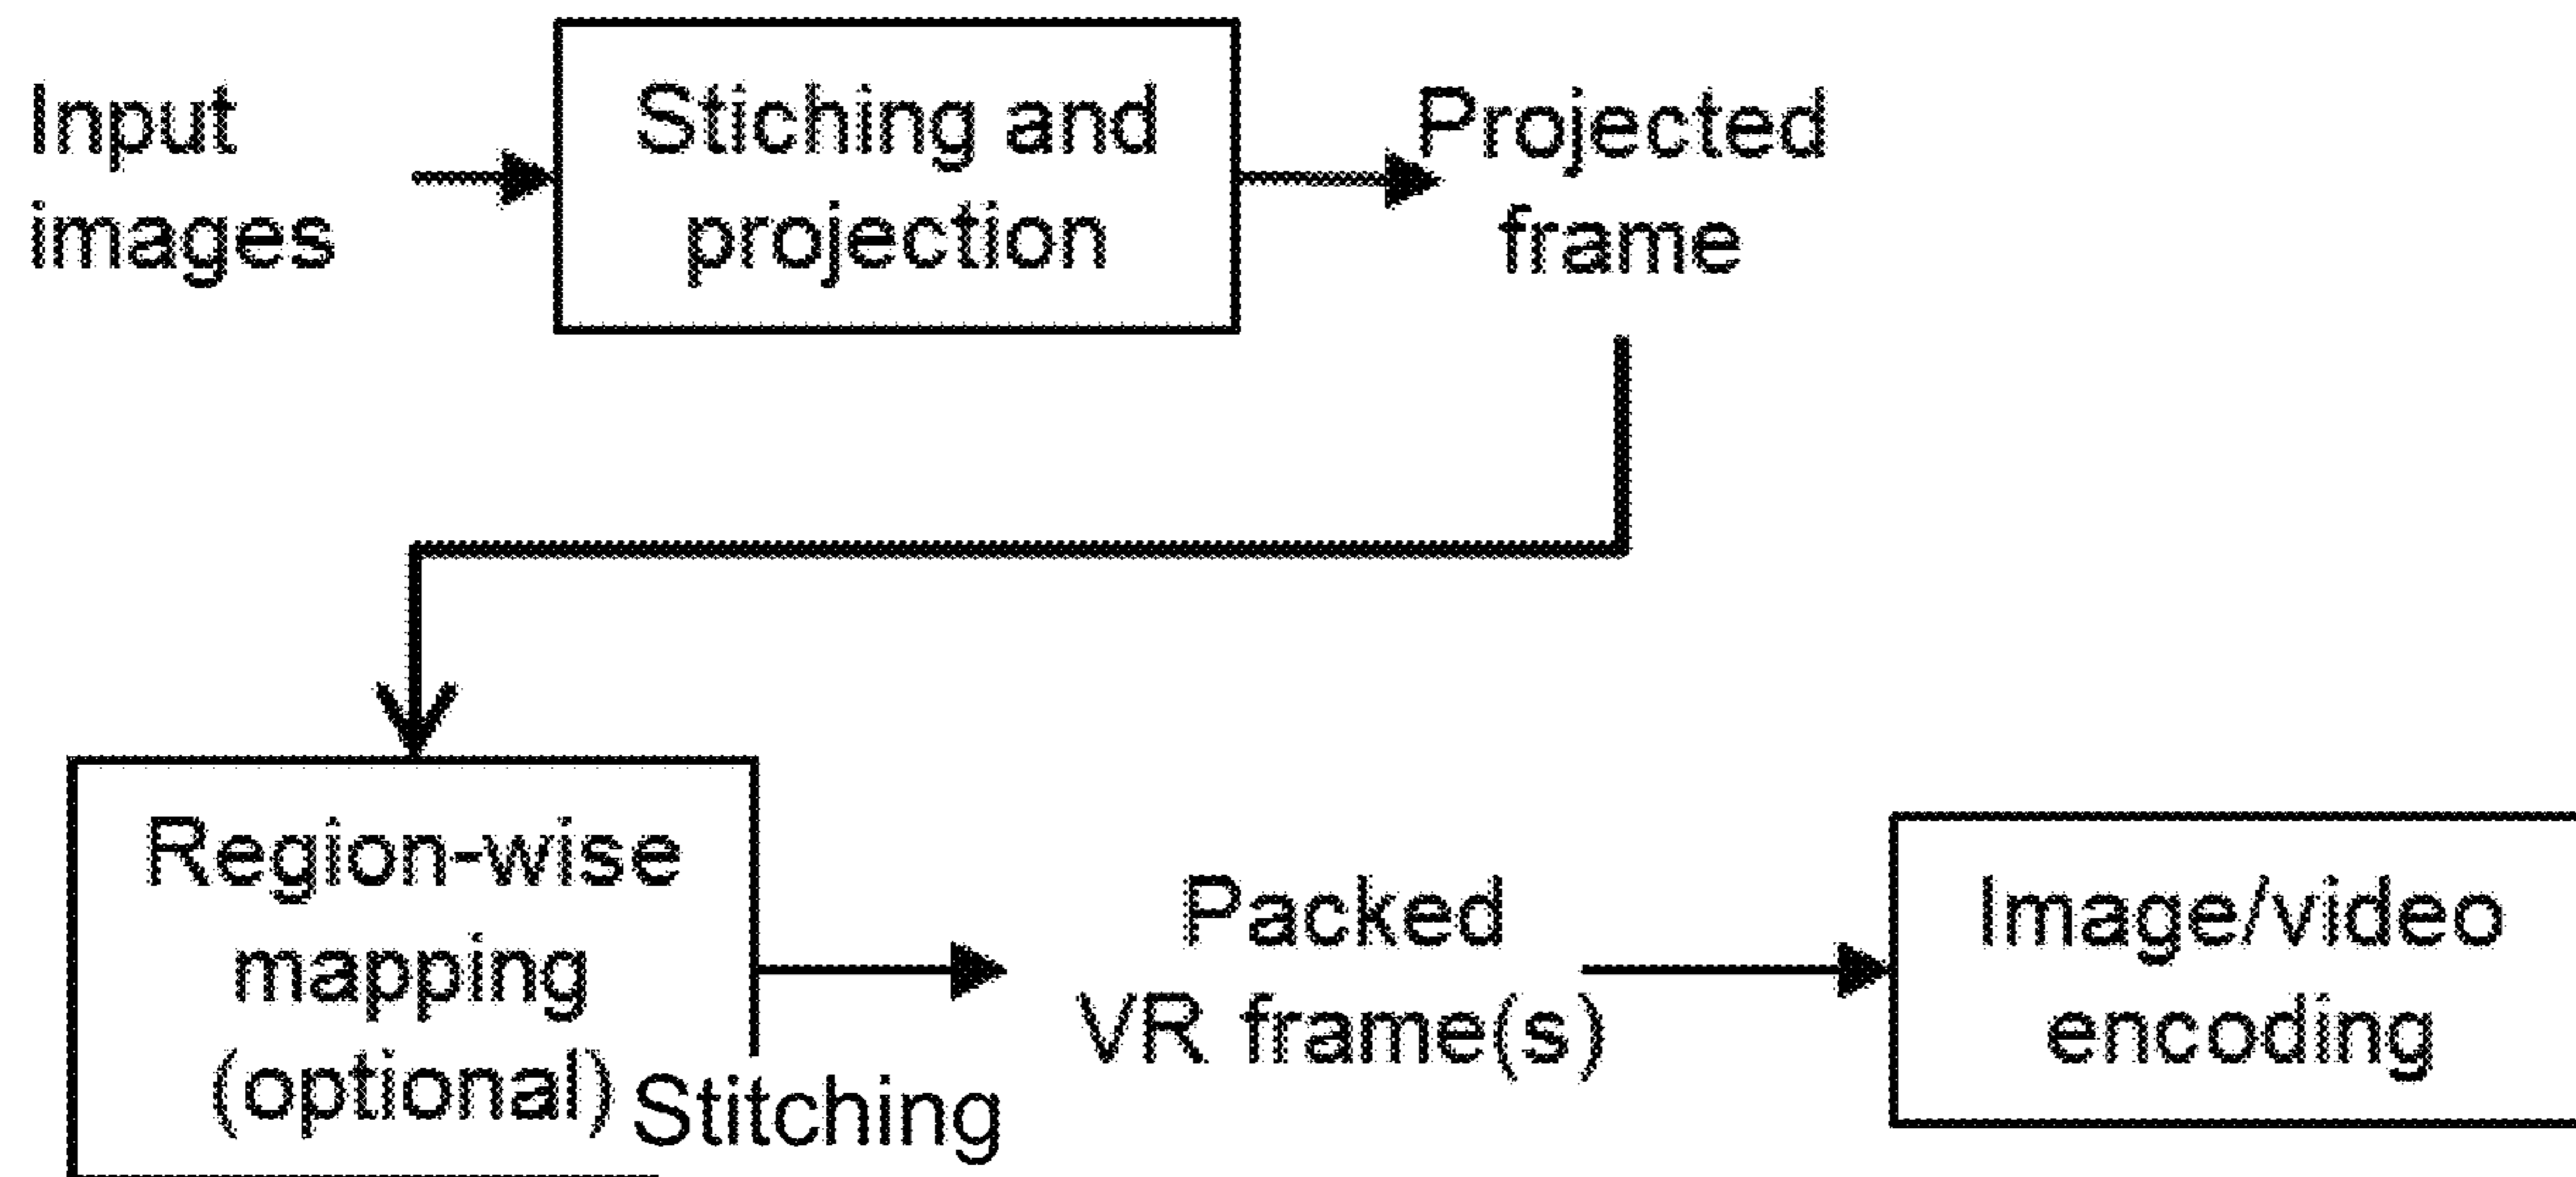 Input
images
Stiching and
projection
Projected
frame
Region-wise
mapping
(optional)
Stitching
Packed
VR frame(s)
Image/video
encoding